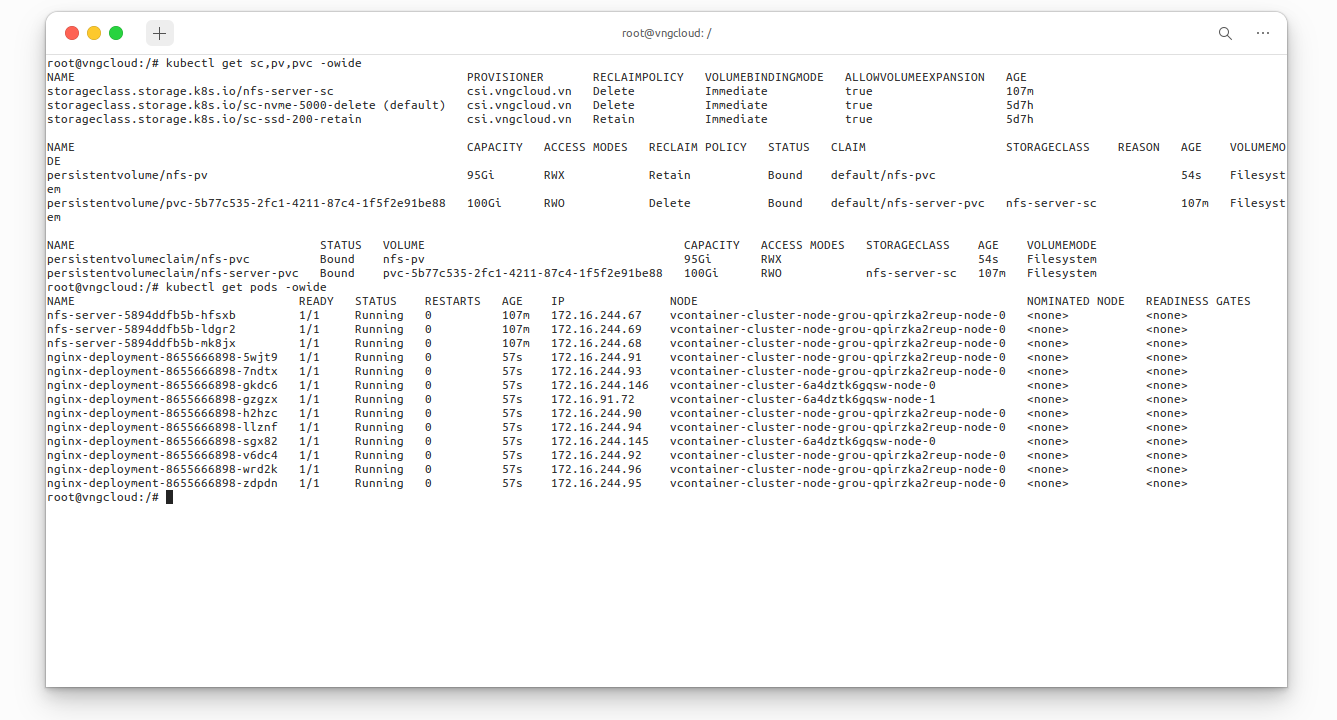 root@vngcloud: /
root@vngcloud:/# kubectl get sc,pv,pvc -owide
NAME PROVISIONER RECLAIMPOLICY VOLUMEBINDINGMODE ALLOWVOLUMEEXPANSION AGE
storageclass.storage.k8s.io/nfs-server-sc csi.vngcloud.vn Delete Immediate true 107m
storageclass.storage.k8s.io/sc-nvme-5000-delete (default) csi.vngcloud.vn Delete Immediate true 5d7h
storageclass.storage.k8s.io/sc-ssd-200-retain csi.vngcloud.vn Retain Immediate true 5d7h
NAME CAPACITY ACCESS MODES RECLAIM POLICY STATUS CLAIM STORAGECLASS REASON AGE VOLUMEMO
DE
persistentvolume/nfs-pv 95Gi RWX Retain Bound default/nfs-pvc 54s Filesyst
em
persistentvolume/pvc-5b77c535-2fc1-4211-87c4-1f5f2e91be88 100Gi RWO Delete Bound default/nfs-server-pvc nfs-server-sc 107m Filesyst
em
NAME STATUS VOLUME CAPACITY ACCESS MODES STORAGECLASS AGE VOLUMEMODE
persistentvolumeclaim/nfs-pvc Bound nfs-pv 95Gi RWX 54s Filesystem
persistentvolumeclaim/nfs-server-pvc Bound pvc-5b77c535-2fc1-4211-87c4-1f5f2e91be88 100Gi RWO nfs-server-sc 107m Filesystem
root@vngcloud:/# kubectl get pods -owide
NAME READY STATUS RESTARTS AGE IP NODE NOMINATED NODE READINESS GATES
nfs-server-5894ddfb5b-hfsxb 1/1 Running 0 107m 172.16.244.67 vcontainer-cluster-node-grou-qpirzka2reup-node-0 <none> <none>
nfs-server-5894ddfb5b-ldgr2 1/1 Running 0 107m 172.16.244.69 vcontainer-cluster-node-grou-qpirzka2reup-node-0 <none> <none>
nfs-server-5894ddfb5b-mk8jx 1/1 Running 0 107m 172.16.244.68 vcontainer-cluster-node-grou-qpirzka2reup-node-0 <none> <none>
nginx-deployment-8655666898-5wjt9 1/1 Running 0 57s 172.16.244.91 vcontainer-cluster-node-grou-qpirzka2reup-node-0 <none> <none>
nginx-deployment-8655666898-7ndtx 1/1 Running 0 57s 172.16.244.93 vcontainer-cluster-node-grou-qpirzka2reup-node-0 <none> <none>
nginx-deployment-8655666898-gkdc6 1/1 Running 0 57s 172.16.244.146 vcontainer-cluster-6a4dztk6gqsw-node-0 <none> <none>
nginx-deployment-8655666898-gzgzx 1/1 Running 0 57s 172.16.91.72 vcontainer-cluster-6a4dztk6gqsw-node-1 <none> <none>
nginx-deployment-8655666898-h2hzc 1/1 Running 0 57s 172.16.244.90 vcontainer-cluster-node-grou-qpirzka2reup-node-0 <none> <none>
nginx-deployment-8655666898-llznf 1/1 Running 0 57s 172.16.244.94 vcontainer-cluster-node-grou-qpirzka2reup-node-0 <none> <none>
nginx-deployment-8655666898-sgx82 1/1 Running 0 57s 172.16.244.145 vcontainer-cluster-6a4dztk6gqsw-node-0 <none> <none>
nginx-deployment-8655666898-v6dc4 1/1 Running 0 57s 172.16.244.92 vcontainer-cluster-node-grou-qpirzka2reup-node-0 <none> <none>
nginx-deployment-8655666898-wrd2k 1/1 Running 0 57s 172.16.244.96 vcontainer-cluster-node-grou-qpirzka2reup-node-0 <none> <none>
nginx-deployment-8655666898-zdpdn 1/1 Running 0 57s 172.16.244.95 vcontainer-cluster-node-grou-qpirzka2reup-node-0 <none> <none>
root@vngcloud:/#